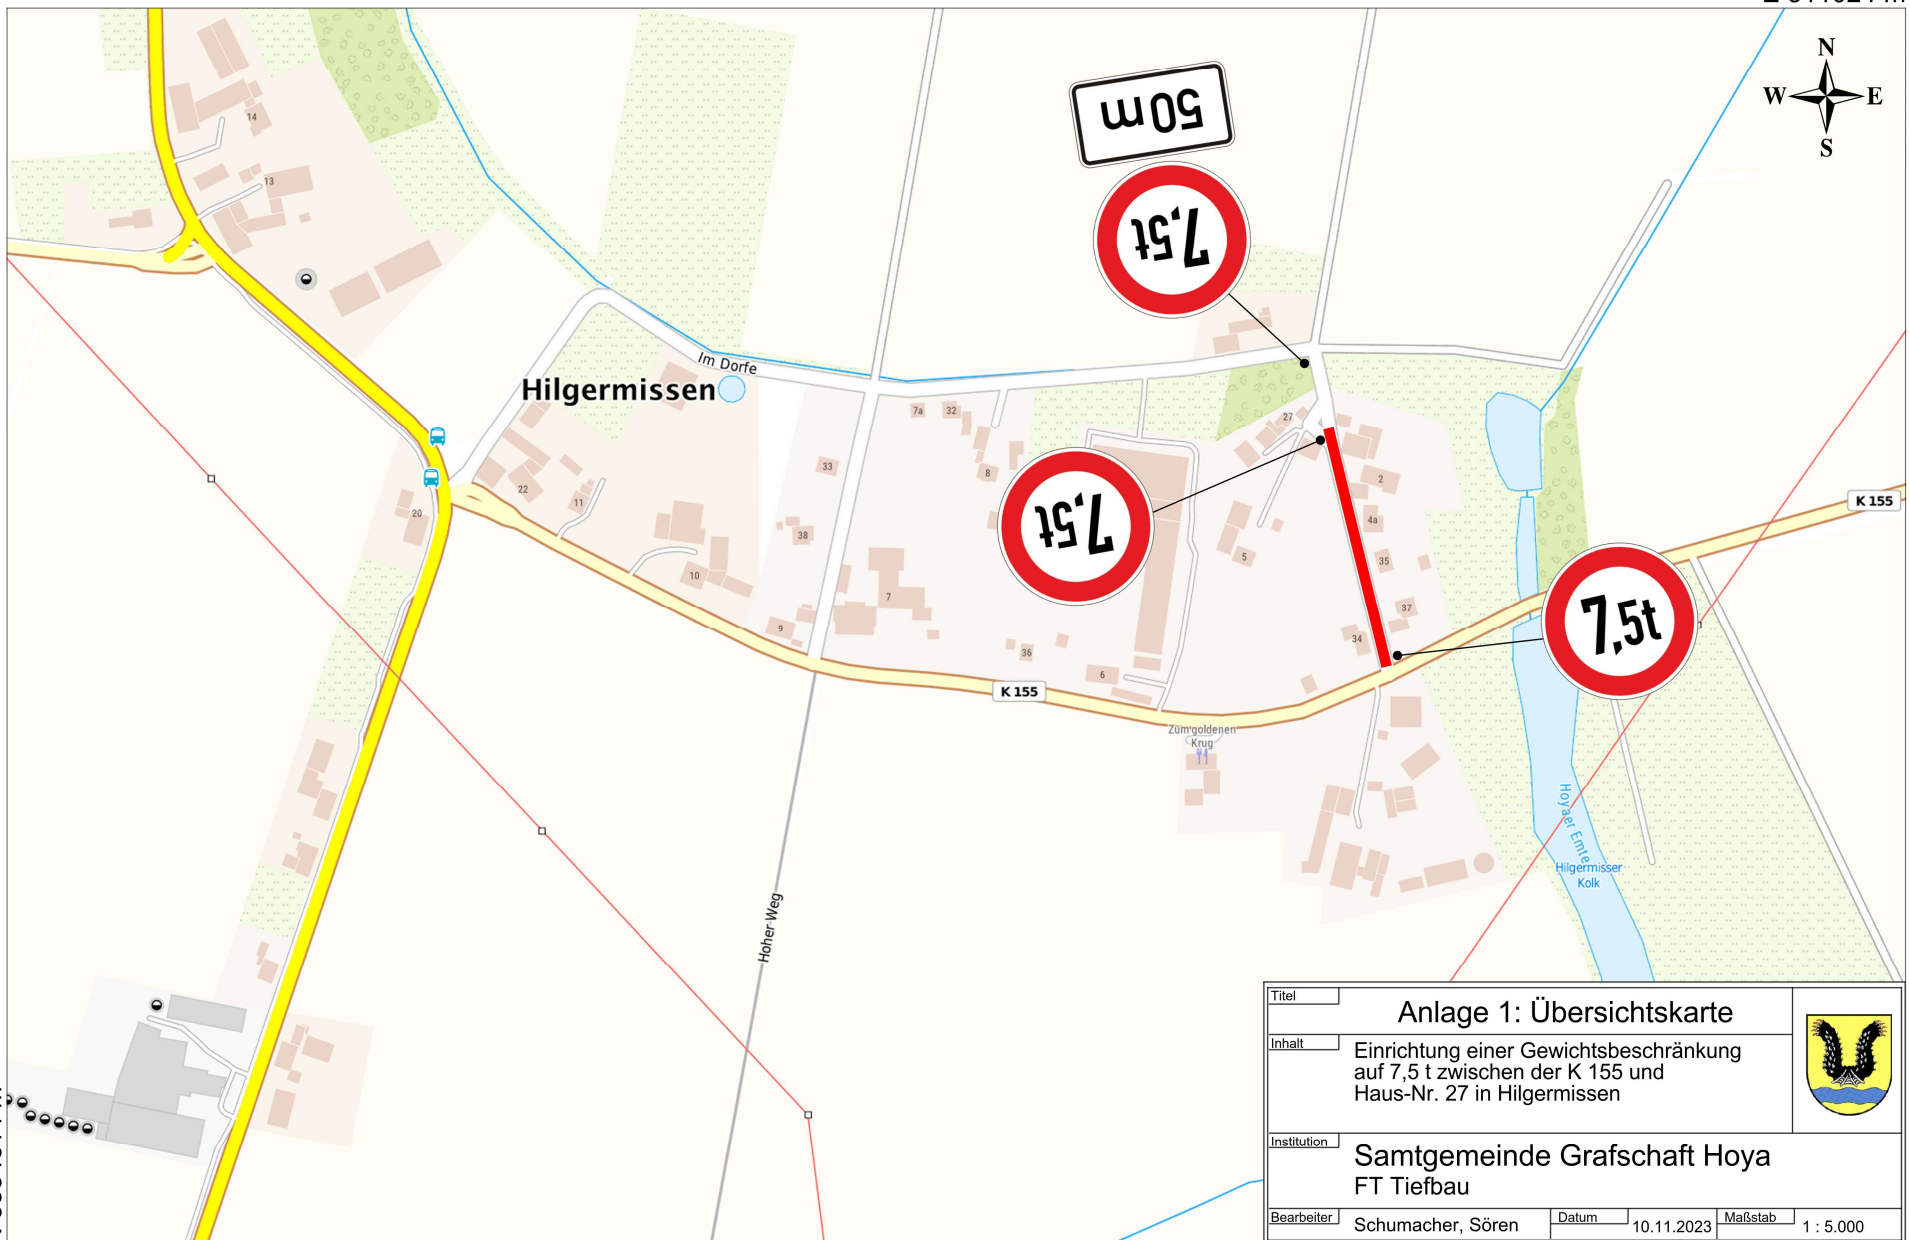 N
W E
S
50 m
7,5t
14
13
Im Dorfe
Hilgermissen
7a
32
27
33
8
2
22
11
K 155
4a
20
7,5t
38
5
35
10
7
37
7,5t
9
34
36
6
K 155
Zum goldenen
Krug
Hoyaer Emte
Hilgermisser
Kolk
Hoher Weg
Titel
Anlage 1: Übersichtskarte
Inhalt
Einrichtung einer Gewichtsbeschränkung
auf 7,5 t zwischen der K 155 und
Haus-Nr. 27 in Hilgermissen
Institution
Samtgemeinde Grafschaft Hoya
FT Tiefbau
Bearbeiter
Schumacher, Sören
Datum
10.11.2023
Maßstab
1 : 5.000